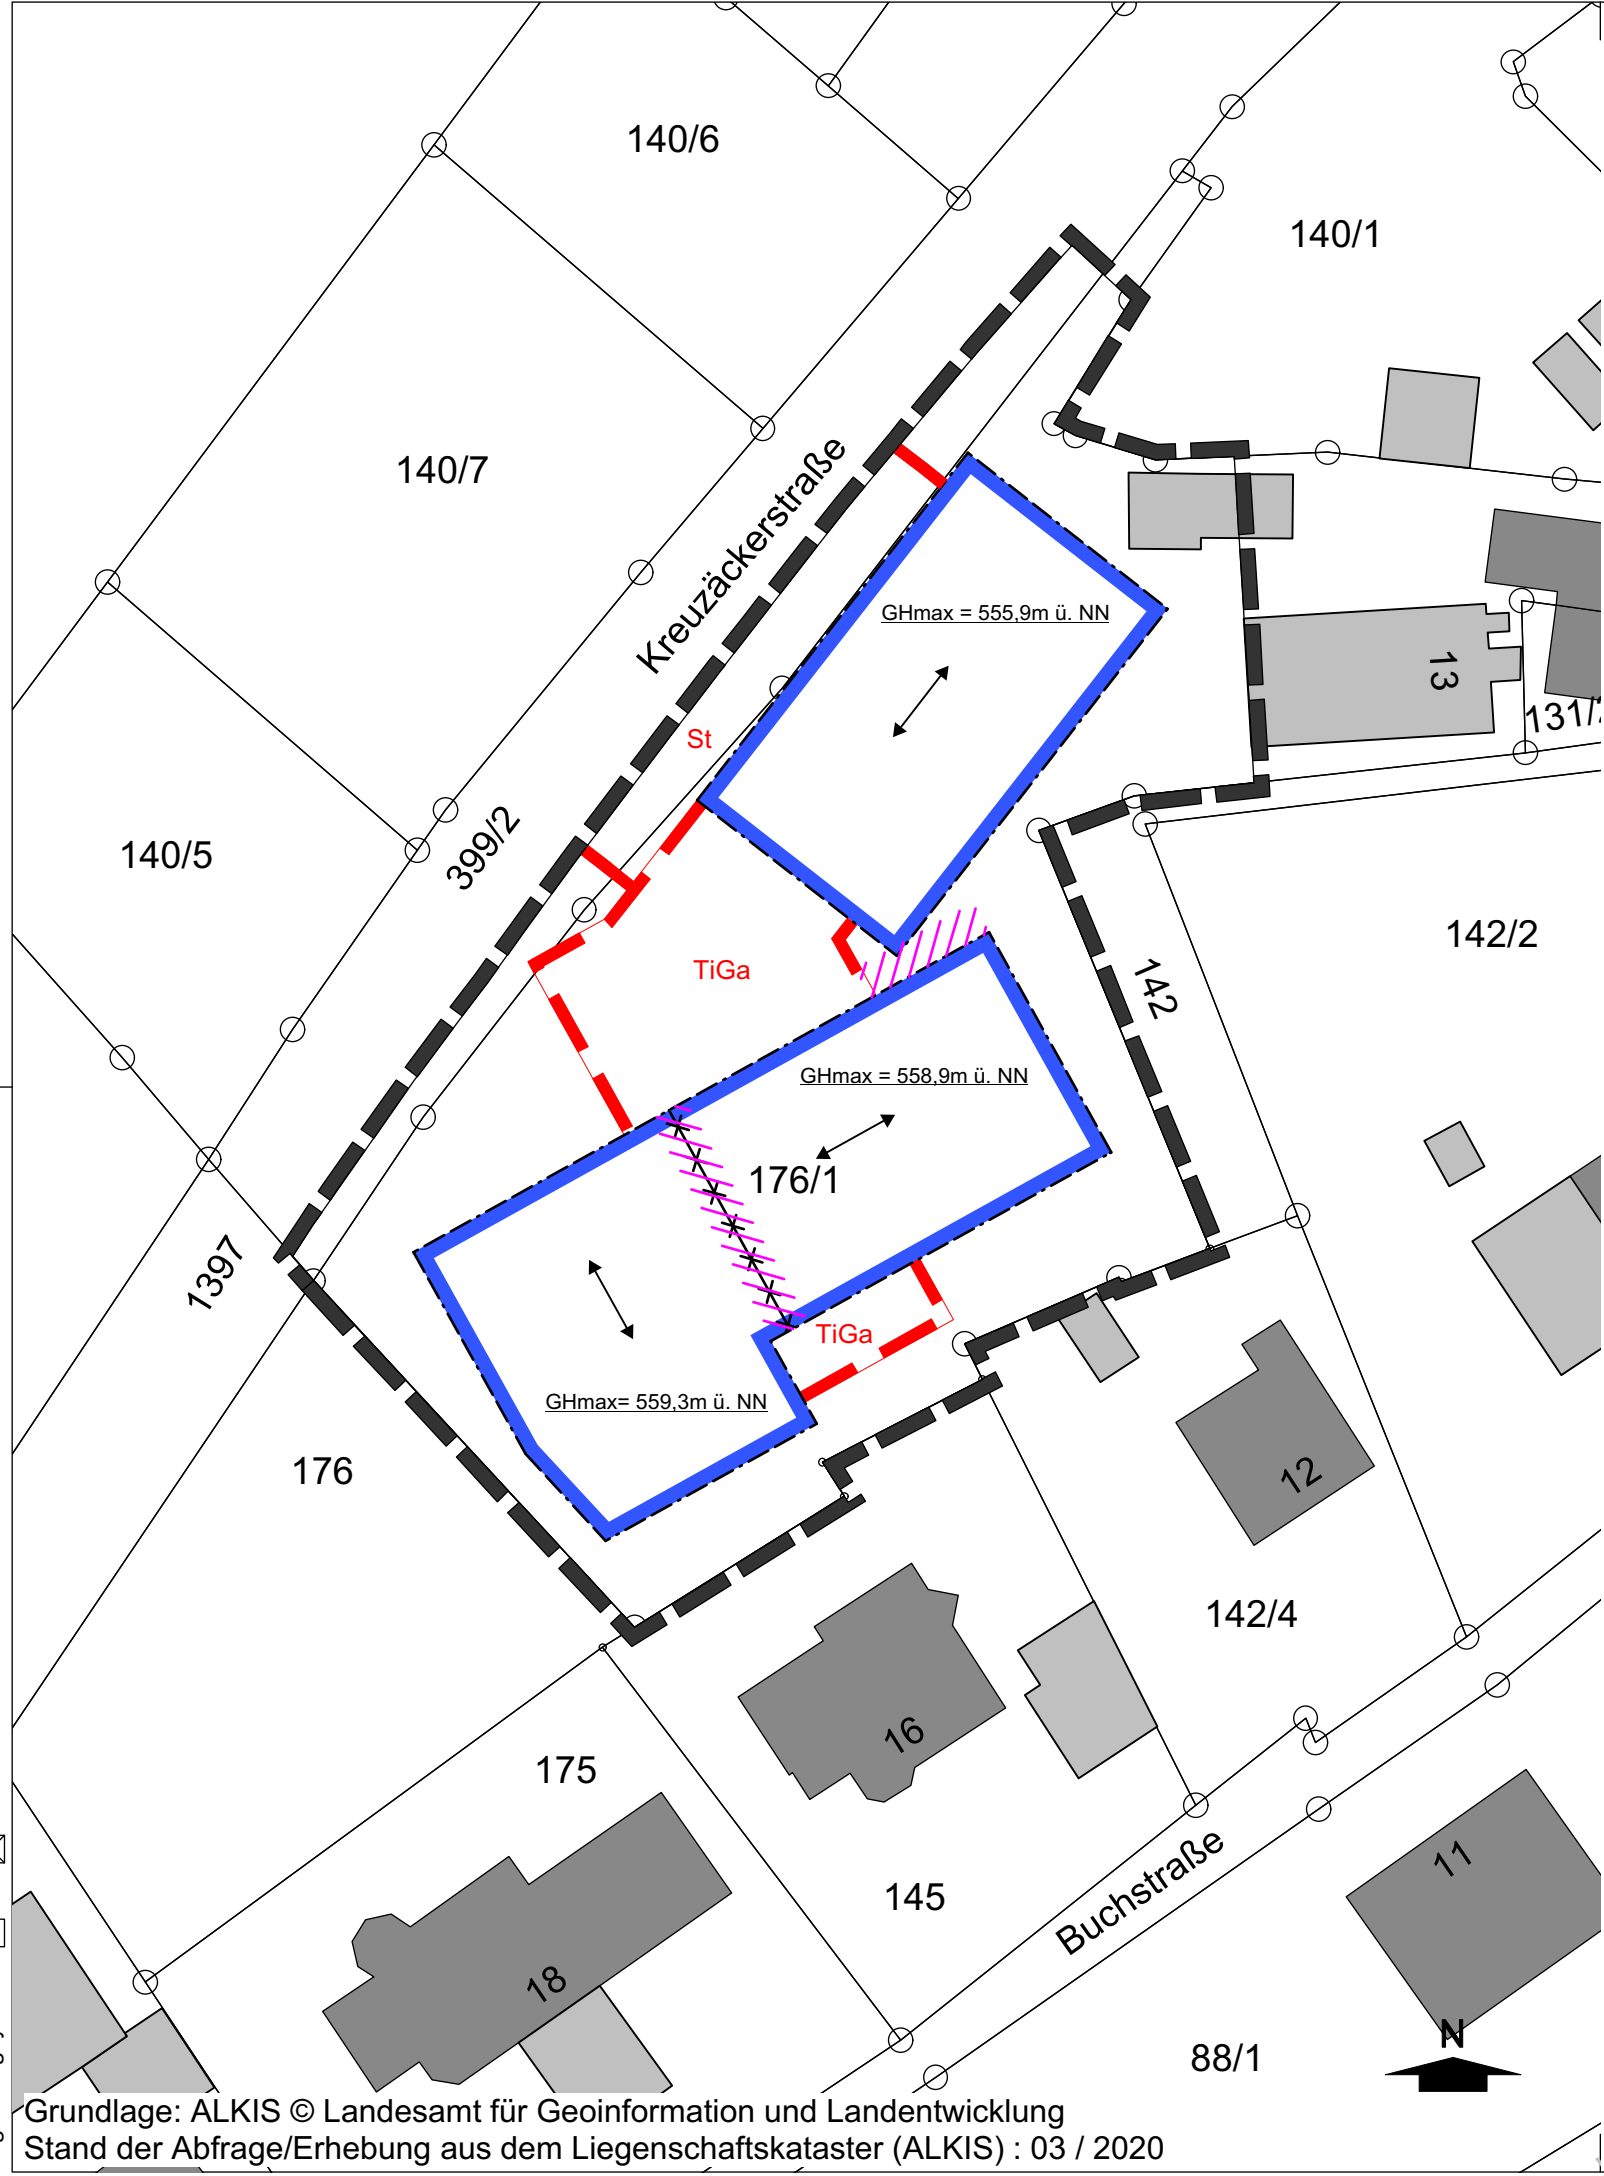 140/6
140/1
140/7
Kreuzäckerstraße
GHmax = 555,9m ü. NN
13
131/
St
399/2
140/5
142/2
TiGa
142
GHmax = 558,9m ü. NN
176/1
1397
TiGa
GHmax= 559,3m ü. NN
176
12
142/4
16
175
11
Buchstraße
145
18
N
88/1
Grundlage: ALKIS © Landesamt für Geoinformation und Landentwicklung
Stand der Abfrage/Erhebung aus dem Liegenschaftskataster (ALKIS) : 03 / 2020